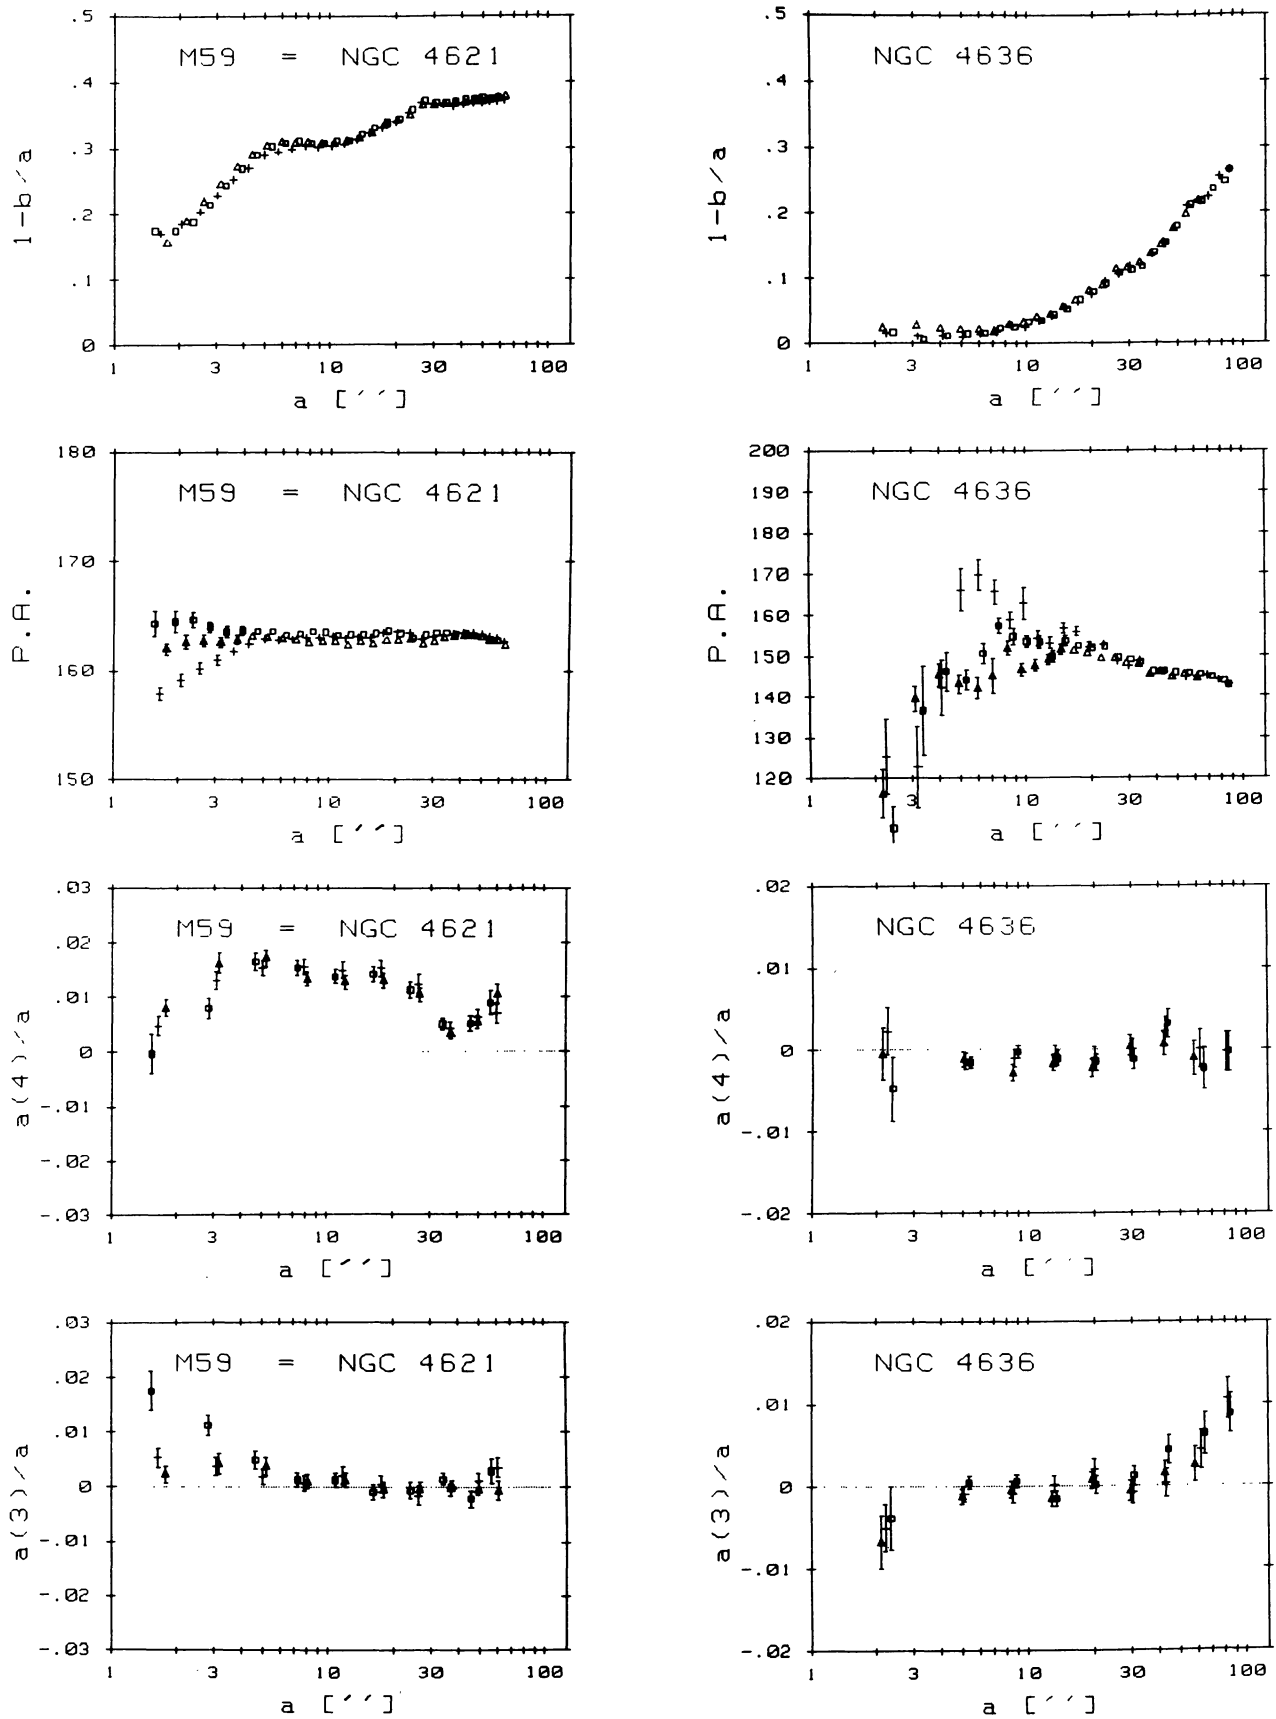 .5
.4
.3
.2
.1
0
1-b/a
M59 = NGC 4621
1 3 10 30 100
a [′′]
.5
.4
.3
.2
.1
0
1-b/a
NGC 4636
1 3 10 30 100
a [′′]
180
170
160
150
P.A.
M59 = NGC 4621
1 3 10 30 100
a [′′]
200
190
180
170
160
150
140
130
120
P.A.
NGC 4636
1 3 10 30 100
a [′′]
.03
.02
.01
0
-.01
-.02
-.03
a(4)/a
M59 = NGC 4621
1 3 10 30 100
a [′′]
.02
.01
0
-.01
-.02
a(4)/a
NGC 4636
1 3 10 30 100
a [′′]
.03
.02
.01
0
-.01
-.02
-.03
a(3)/a
M59 = NGC 4621
1 3 10 30 100
a [′′]
.02
.01
0
-.01
-.02
a(3)/a
NGC 4636
1 3 10 30 100
a [′′]